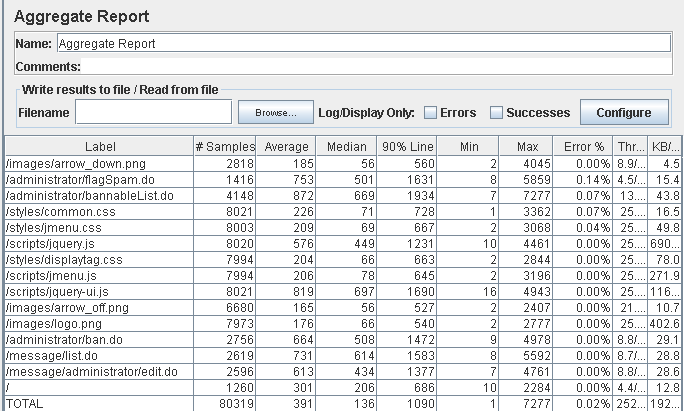 Aggregate Report
Name: Aggregate Report
Comments:
Write results to file / Read from file
Filename Browse... Log/Display Only: Errors Successes Configure
Label # Samples Average Median 90% Line Min Max Error % Thr... KB/...
/images/arrow_down.png 2818 185 56 560 2 4045 0.00% 8.9/... 4.5
/administrator/flagSpam.do 1416 753 501 1631 8 5859 0.14% 4.5/... 15.4
/administrator/bannableList.do 4148 872 669 1934 7 7277 0.07% 13.... 43.8
/styles/common.css 8021 226 71 728 1 3362 0.07% 25.... 16.5
/styles/jmenu.css 8003 209 69 667 2 3068 0.04% 25.... 49.8
/scripts/jquery.js 8020 576 449 1231 10 4461 0.00% 25.... 690...
/styles/displaytag.css 7994 204 66 663 2 2844 0.00% 25.... 78.0
/scripts/jmenu.js 7994 206 78 645 2 3196 0.00% 25.... 271.9
/scripts/jquery-ui.js 8021 819 697 1690 16 4943 0.00% 25.... 116...
/images/arrow_off.png 6680 165 56 527 2 2407 0.00% 21.... 10.7
/images/logo.png 7973 176 66 540 2 2777 0.00% 25.... 402.6
/administrator/ban.do 2756 664 508 1472 9 4978 0.00% 8.8/... 29.1
/message/list.do 2619 731 614 1583 8 5592 0.00% 8.7/... 28.8
/message/administrator/edit.do 2596 613 434 1377 7 4761 0.00% 8.8/... 28.6
/ 1260 301 206 686 10 2284 0.00% 4.4/... 12.8
TOTAL 80319 391 136 1090 1 7277 0.02% 252... 192...